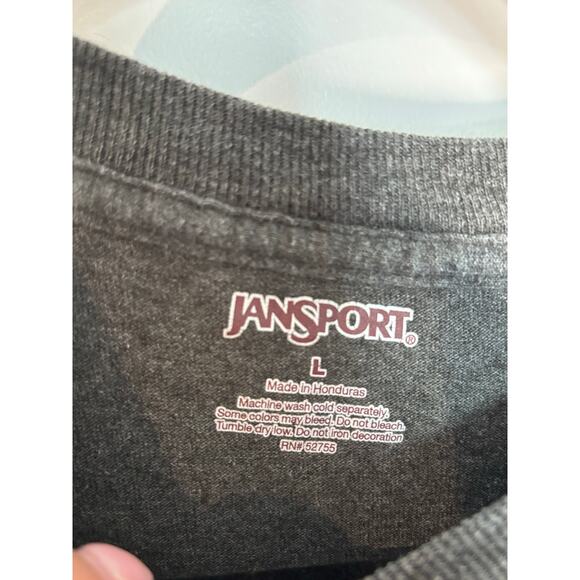 JANSPORT®
L
Made in Honduras
Machine wash cold separately.
Some colors may bleed. Do not bleach.
Tumble dry low. Do not iron decoration
RN# 52755